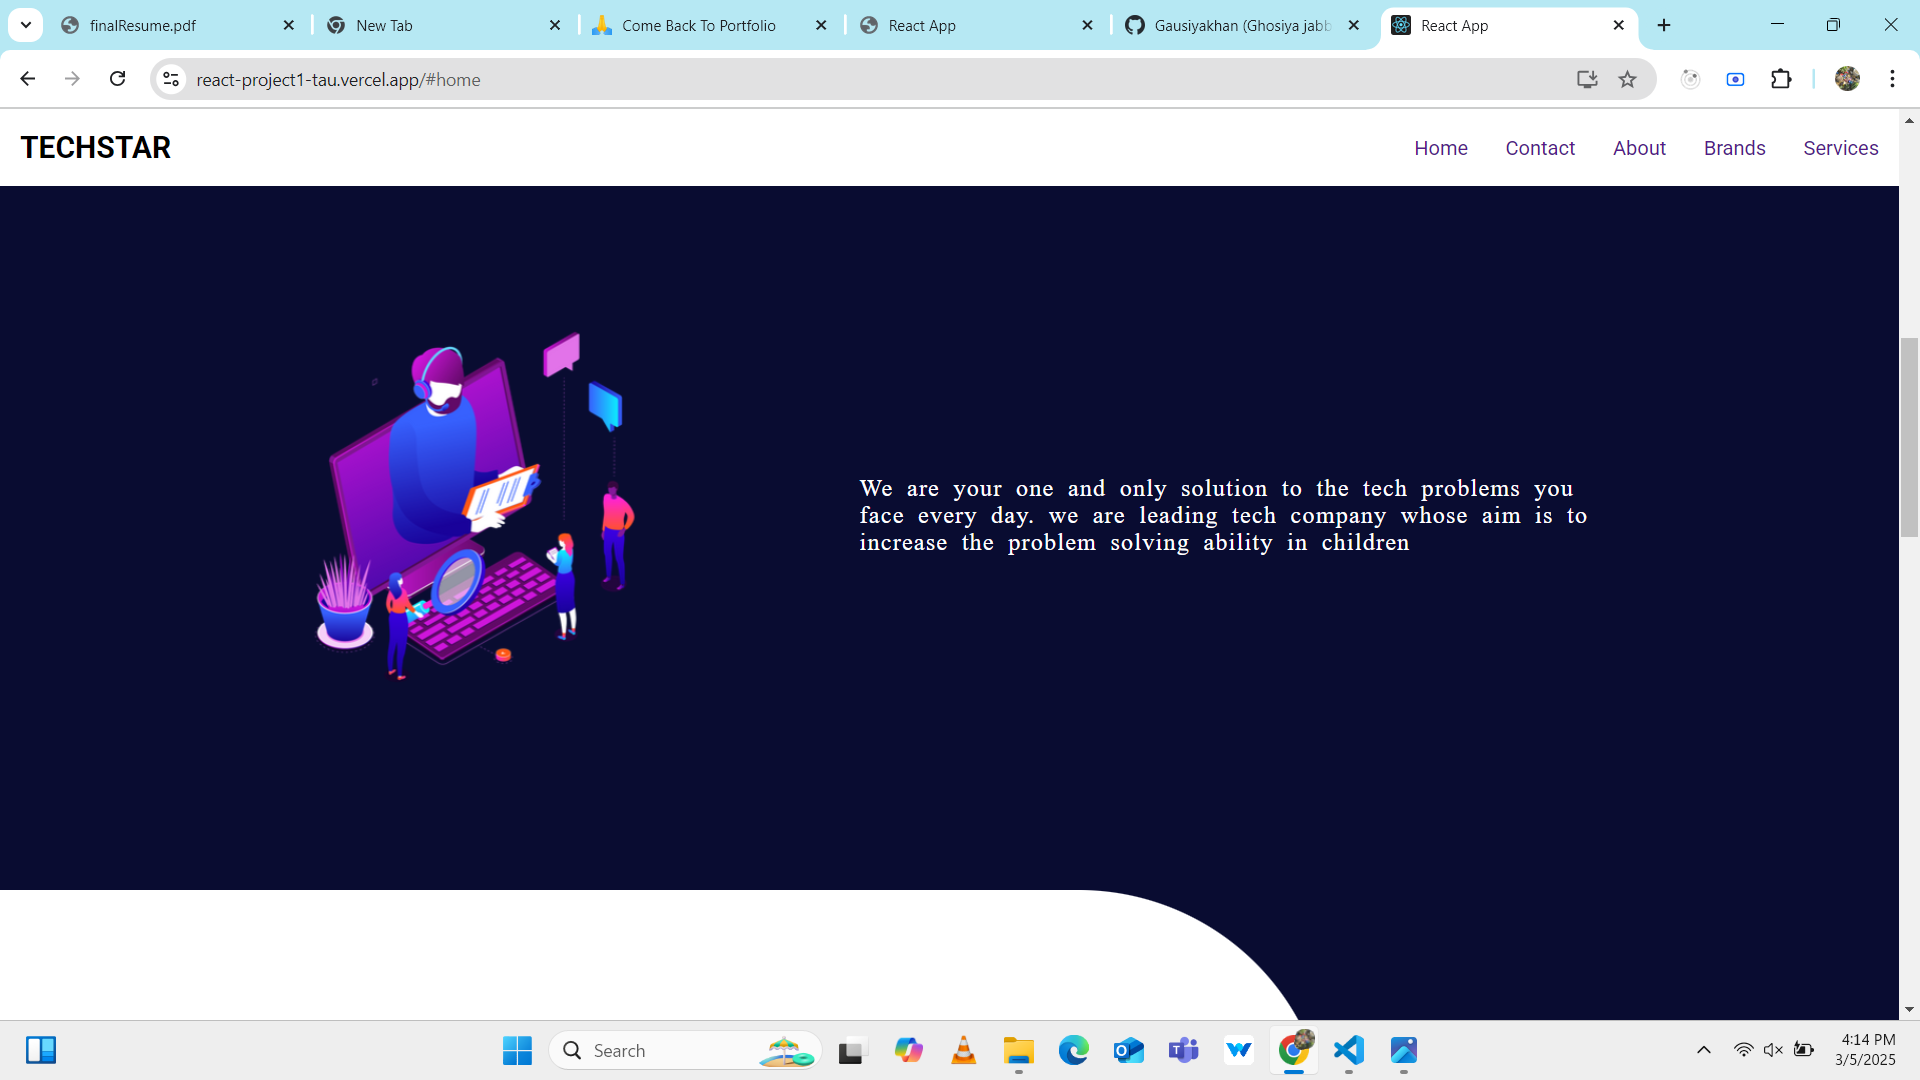 finalResume.pdf
New Tab
Come Back To Portfolio
React App
Gausiyakhan (Ghosiya jabb
React App
react-project1-tau.vercel.app/#home
TECHSTAR
Home Contact About Brands Services
We are your one and only solution to the tech problems you
face every day. we are leading tech company whose aim is to
increase the problem solving ability in children
Search
4:14 PM
3/5/2025